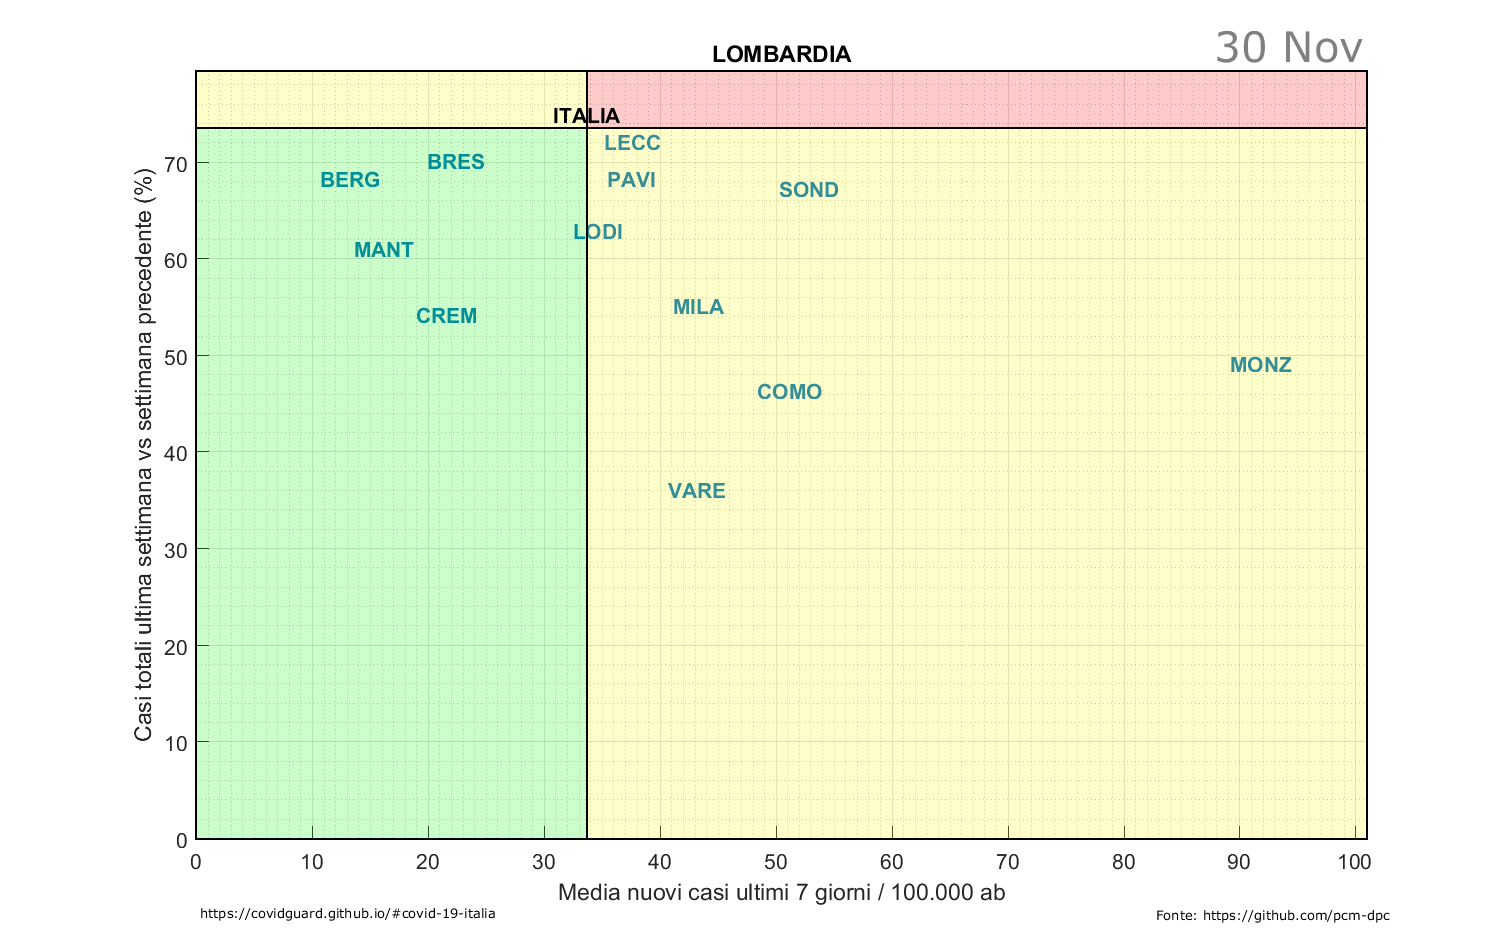 30 Nov
LOMBARDIA
ITALIA
LECC
BRES
BERG
PAVI
SOND
LODI
MANT
MILA
CREM
MONZ
COMO
VARE
Casi totali ultima settimana vs settimana precedente (%)
70
60
50
40
30
20
10
0
0 10 20 30 40 50 60 70 80 90 100
Media nuovi casi ultimi 7 giorni / 100.000 ab
https://covidguard.github.io/#covid-19-italia
Fonte: https://github.com/pcm-dpc